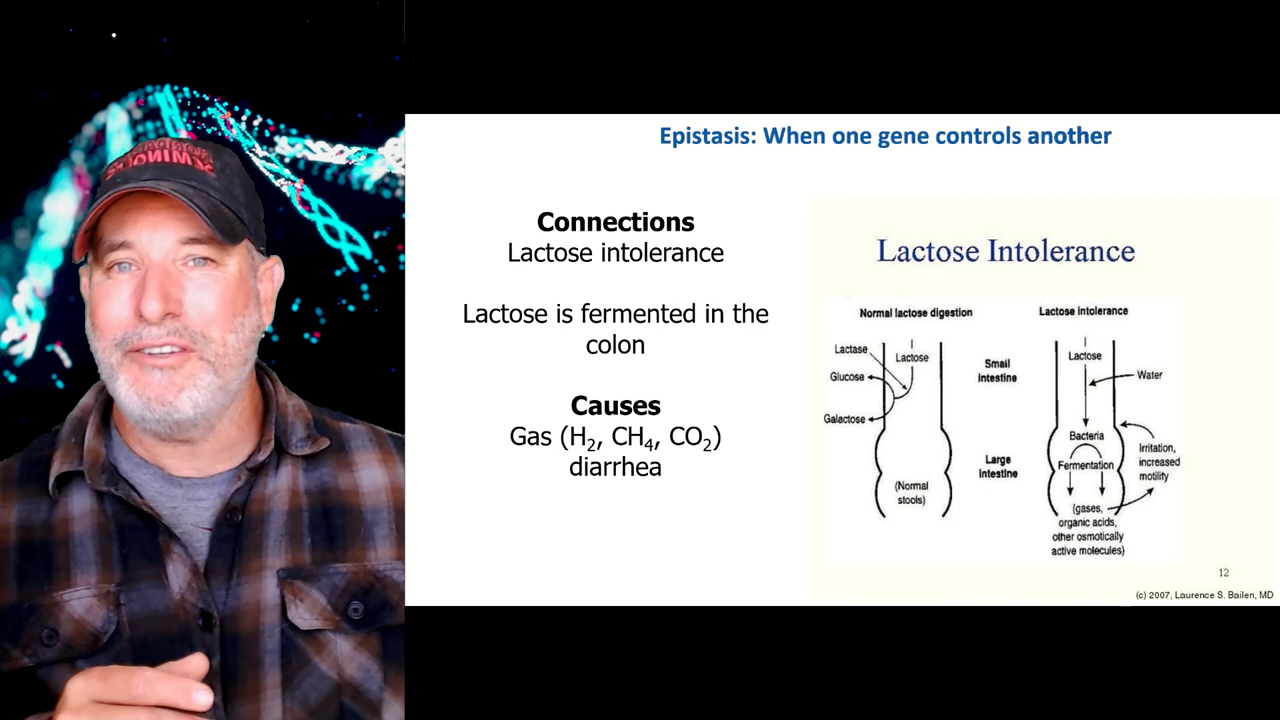 SEMINOLES
Epistasis: When one gene controls another
Connections
Lactose intolerance
Lactose is fermented in the
colon
Causes
Gas (H₂, CH₄, CO₂)
diarrhea
Lactose Intolerance
Normal lactose digestion
Lactose intolerance
Lactase
Lactose
Glucose
Galactose
Small
intestine
Lactose
Water
Bacteria
Fermentation
Irritation,
increased
motility
Large
intestine
(Normal
stools)
(gases,
organic acids,
other osmotically
active molecules)
12
(c) 2007, Laurence S. Bailen, MD